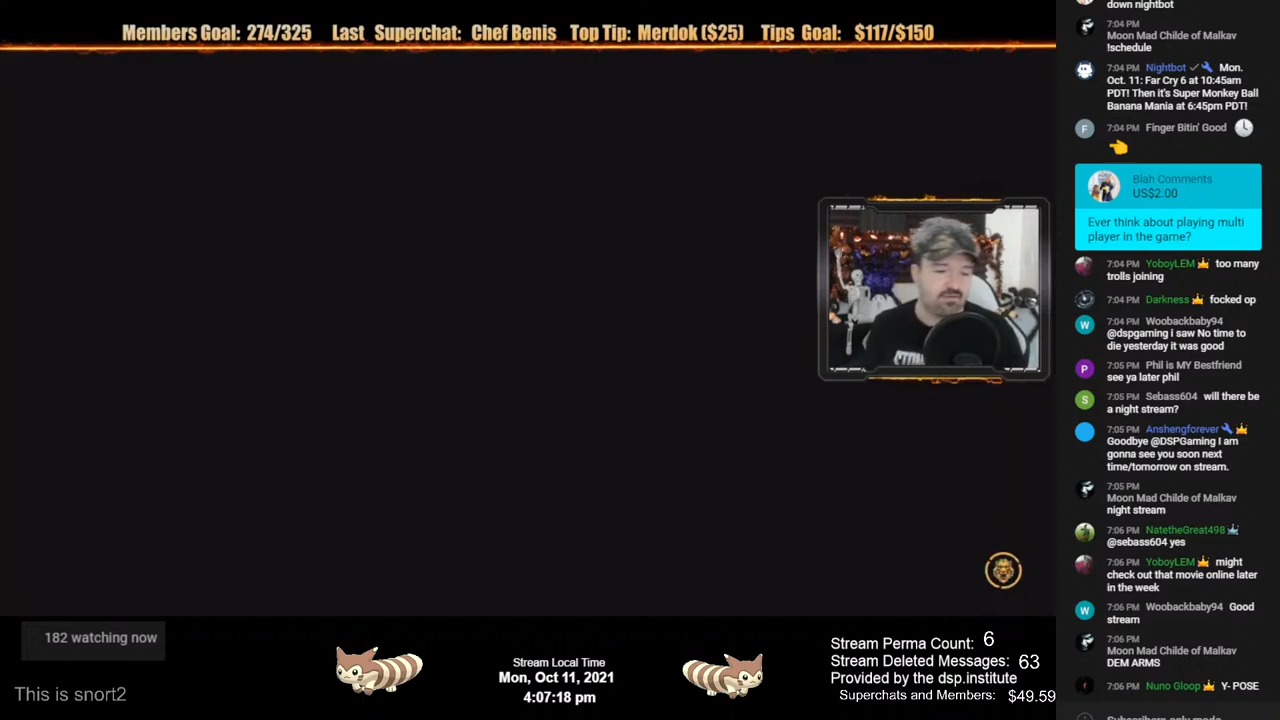 Members Goal: 274/325 Last Superchat: Chef Benis Top Tip: Merdok ($25) Tips Goal: $117/$150
down nightbot
7:04 PM
Moon Mad Childe of Malkav
!schedule
7:04 PM Nightbot Mon.
Oct. 11: Far Cry 6 at 10:45am
PDT! Then it's Super Monkey Ball
Banana Mania at 6:45pm PDT!
F 7:04 PM Finger Bitin' Good
Blah Comments
US$2.00
Ever think about playing multi
player in the game?
7:04 PM YoboyLEM too many
trolls joining
7:04 PM Darkness focked op
7:04 PM Woobackbaby94
W @dspgaming i saw No time to
die yesterday it was good
7:05 PM Phil is MY Bestfriend
P see ya later phil
7:05 PM Sebass604 will there be
S a night stream?
7:05 PM Anshengforever
Goodbye @DSPGaming I am
gonna see you soon next
time/tomorrow on stream.
7:05 PM
Moon Mad Childe of Malkav
night stream
7:06 PM NatetheGreat498
@sebass604 yes
7:06 PM YoboyLEM might
check out that movie online later
in the week
7:06 PM Woobackbaby94 Good
W stream
7:06 PM
Moon Mad Childe of Malkav
DEM ARMS
7:06 PM Nuno Gloop Y- POSE
Subscribers-only mode
182 watching now
This is snort2
Stream Local Time
Mon, Oct 11, 2021
4:07:18 pm
Stream Perma Count: 6
Stream Deleted Messages: 63
Provided by the dsp.institute
Superchats and Members: $49.59